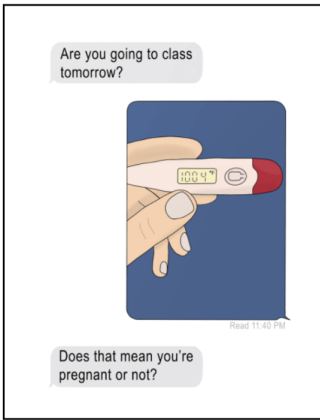 Are you going to class
tomorrow?
100.4°F
Read 11:40 PM
Does that mean you're
pregnant or not?